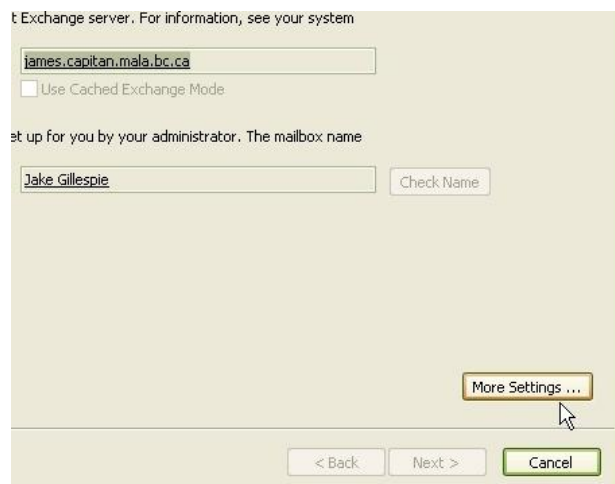 t Exchange server. For information, see your system
james.capitan.mala.bc.ca
Use Cached Exchange Mode
et up for you by your administrator. The mailbox name
Jake Gillespie
Check Name
More Settings ...
< Back
Next >
Cancel